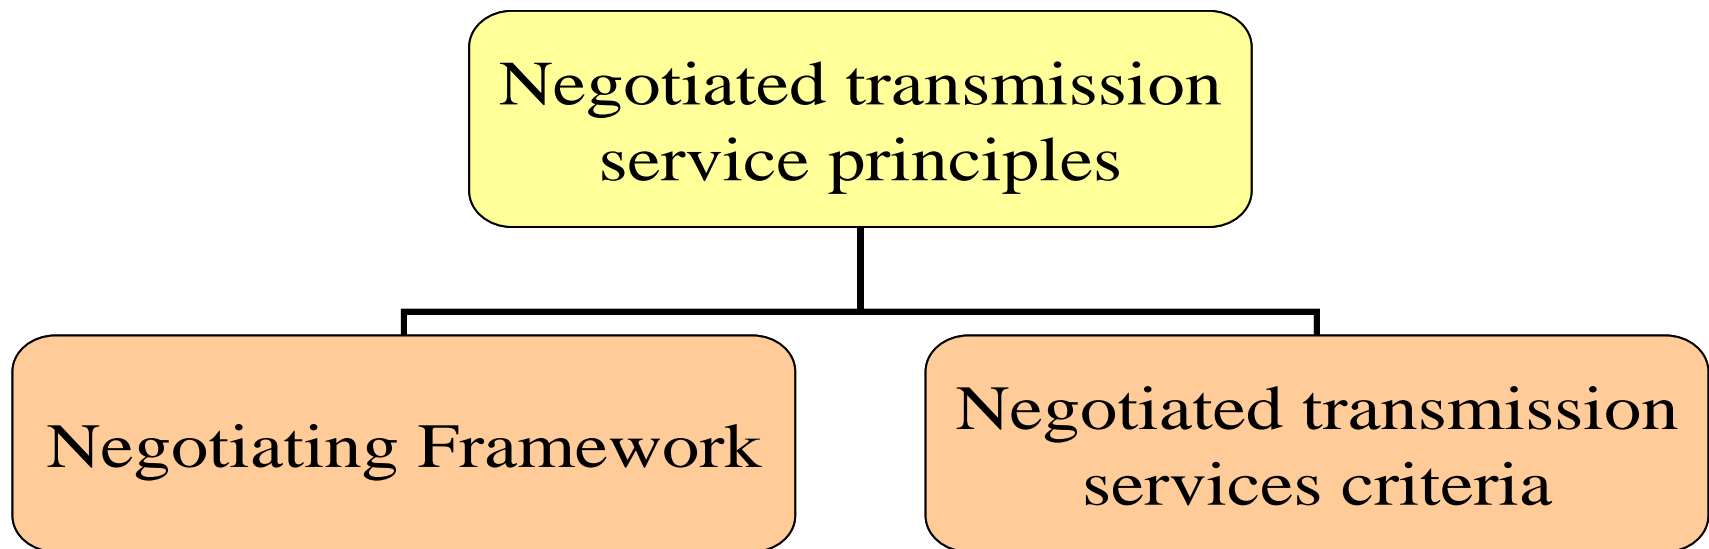 Negotiated transmission
service principles
Negotiating Framework
Negotiated transmission
services criteria